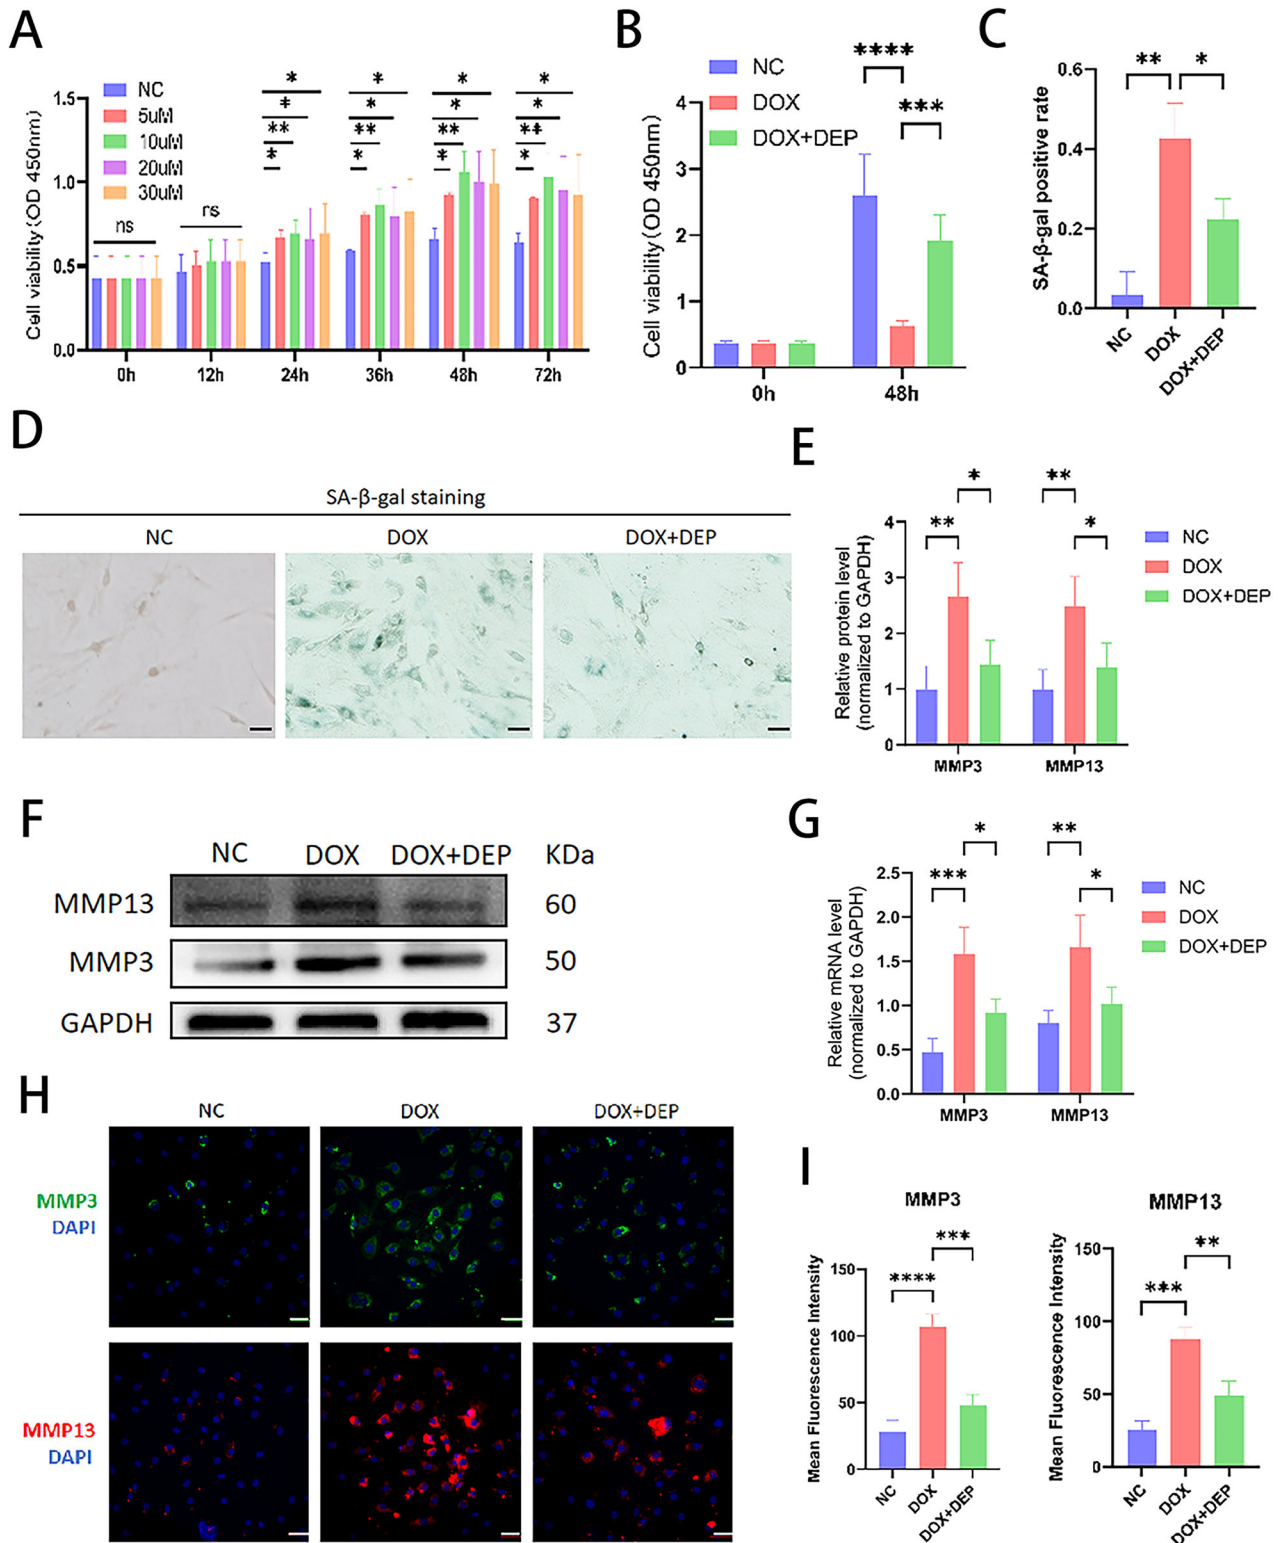 A
NC
5uM
10uM
20uM
30uM
Cell viability (OD 450nm)
1.5
1.0
0.5
0.0
ns
ns
*
*
**
*
*
*
**
*
*
*
**
*
*
*
**
*
0h
12h
24h
36h
48h
72h
B
NC
DOX
DOX+DEP
****
***
Cell viability (OD 450nm)
4
3
2
1
0
0h
48h
C
**
*
SA-β-gal positive rate
0.6
0.4
0.2
0.0
NC
DOX
DOX+DEP
D
SA-β-gal staining
NC
DOX
DOX+DEP
E
*
**
**
*
Relative protein level
(normalized to GAPDH)
4
3
2
1
0
MMP3
MMP13
NC
DOX
DOX+DEP
F
NC
DOX
DOX+DEP
KDa
MMP13
60
MMP3
50
GAPDH
37
G
*
**
***
*
Relative mRNA level
(normalized to GAPDH)
2.5
2.0
1.5
1.0
0.5
0.0
MMP3
MMP13
NC
DOX
DOX+DEP
H
NC
DOX
DOX+DEP
MMP3
DAPI
MMP13
DAPI
I
MMP3
***
****
Mean Fluorescence Intensity
150
100
50
0
NC
DOX
DOX+DEP
MMP13
**
***
Mean Fluorescence Intensity
150
100
50
0
NC
DOX
DOX+DEP